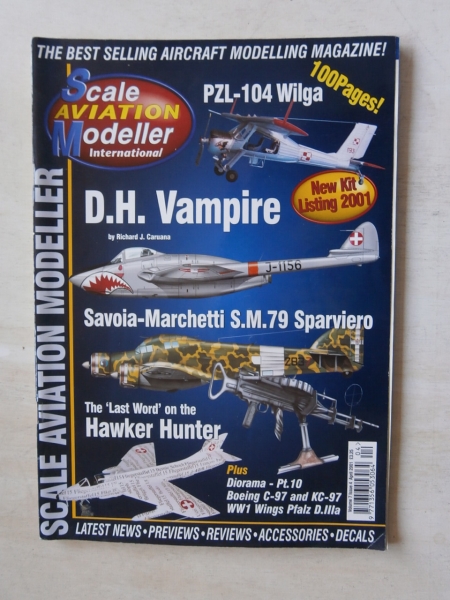 THE BEST SELLING AIRCRAFT MODELLING MAGAZINE!
Scale
AVIATION
Modeller
International
PZL-104 Wilga
100Pages!
New Kit
Listing 2001
D.H. Vampire
by Richard J. Caruana
J-1156
Savoia-Marchetti S.M.79 Sparviero
The 'Last Word' on the
Hawker Hunter
Plus
Diorama - Pt.10
Boeing C-97 and KC-97
WW1 Wings Pfalz D.IIIa
SCALE AVIATION MODELLER
LATEST NEWS • PREVIEWS • REVIEWS • ACCESSORIES • DECALS